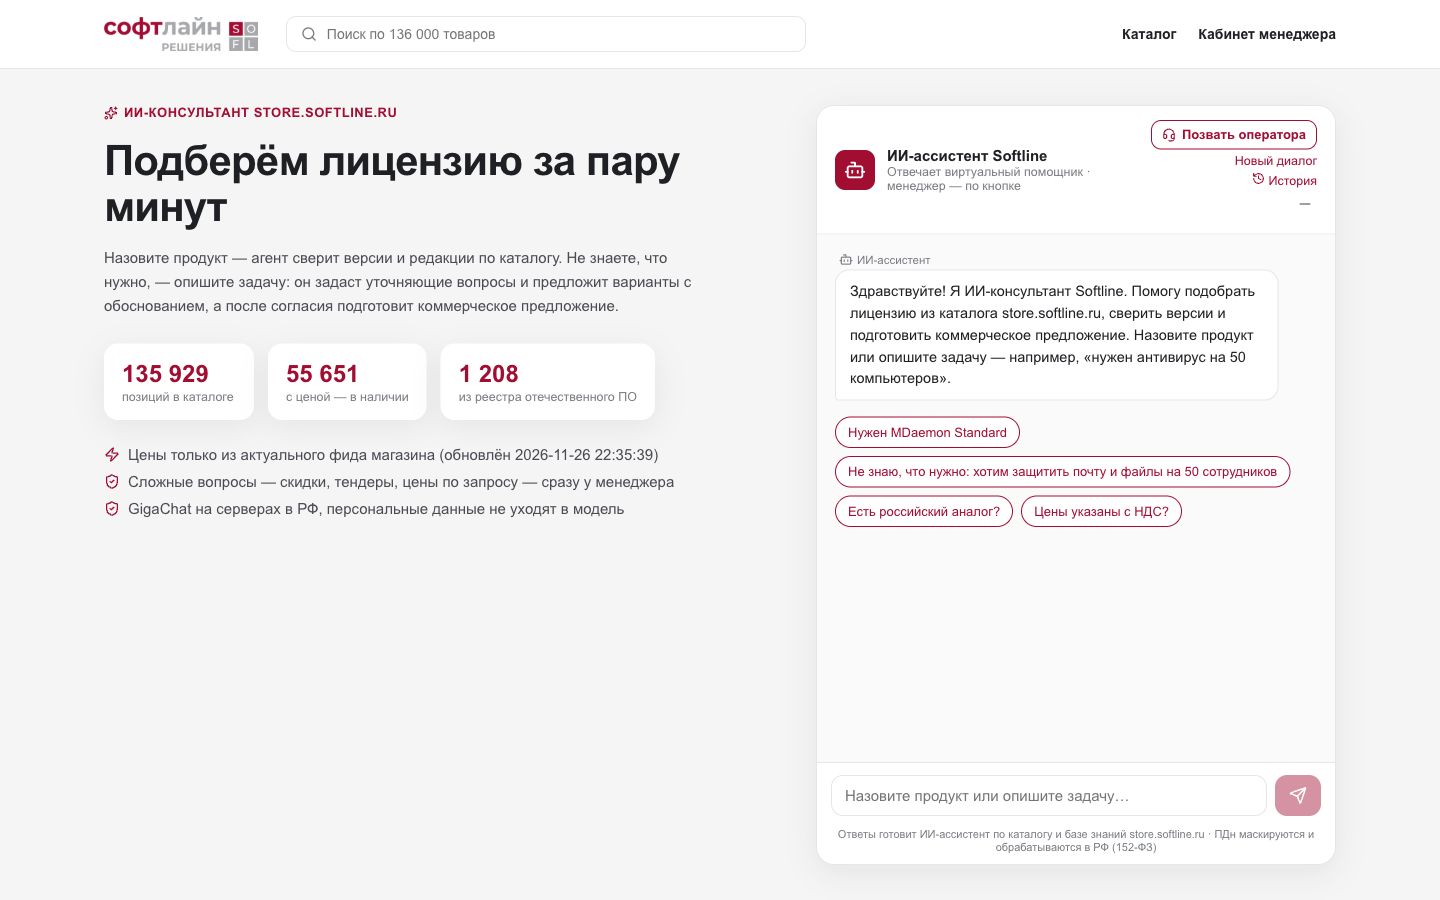 софтлайн
РЕШЕНИЯ
S O
F L
Поиск по 136 000 товаров
Каталог
Кабинет менеджера
ИИ-КОНСУЛЬТАНТ STORE.SOFTLINE.RU
Подберём лицензию за пару
минут
Назовите продукт — агент сверит версии и редакции по каталогу. Не знаете, что
нужно, — опишите задачу: он задаст уточняющие вопросы и предложит варианты с
обоснованием, а после согласия подготовит коммерческое предложение.
135 929
позиций в каталоге
55 651
с ценой — в наличии
1 208
из реестра отечественного ПО
Цены только из актуального фида магазина (обновлён 2026-11-26 22:35:39)
Сложные вопросы — скидки, тендеры, цены по запросу — сразу у менеджера
GigaChat на серверах в РФ, персональные данные не уходят в модель
ИИ-ассистент Softline
Отвечает виртуальный помощник ·
менеджер — по кнопке
Позвать оператора
Новый диалог
История
—
ИИ-ассистент
Здравствуйте! Я ИИ-консультант Softline. Помогу подобрать
лицензию из каталога store.softline.ru, сверить версии и
подготовить коммерческое предложение. Назовите продукт
или опишите задачу — например, «нужен антивирус на 50
компьютеров».
Нужен MDaemon Standard
Не знаю, что нужно: хотим защитить почту и файлы на 50 сотрудников
Есть российский аналог?
Цены указаны с НДС?
Назовите продукт или опишите задачу…
Ответы готовит ИИ-ассистент по каталогу и базе знаний store.softline.ru · ПДн маскируются и
обрабатываются в РФ (152-ФЗ)